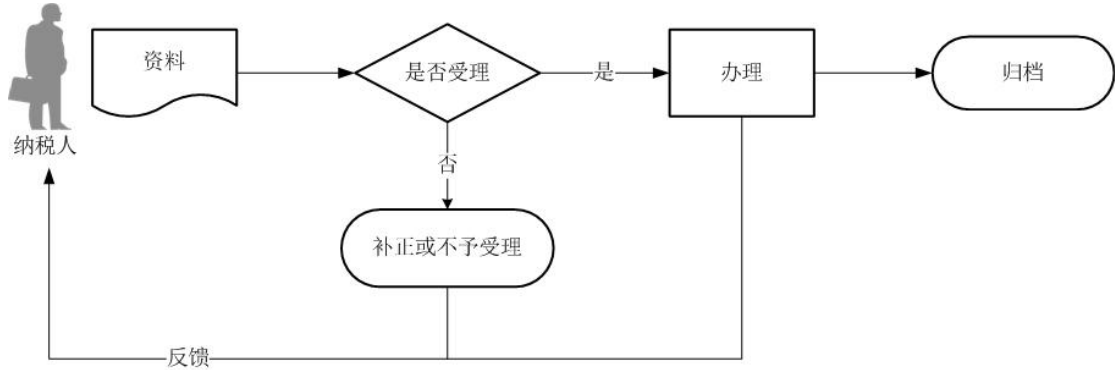 纳税人
资料
是否受理
是
办理
归档
否
补正或不予受理
反馈